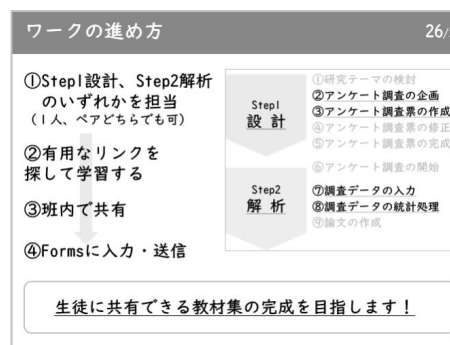 ワークの進め方
26/
①Step1設計、Step2解析
のいずれかを担当
(1人、ペアどちらでも可)
②有用なリンクを
探して学習する
③班内で共有
④Formsに入力・送信
Step1
設計
①研究テーマの検討
②アンケート調査の企画
③アンケート調査票の作成
④アンケート調査票の修正
⑤アンケート調査票の完成
⑥アンケート調査の開始
Step2
解析
⑦調査データの入力
⑧調査データの統計処理
⑨論文の作成
生徒に共有できる教材集の完成を目指します！